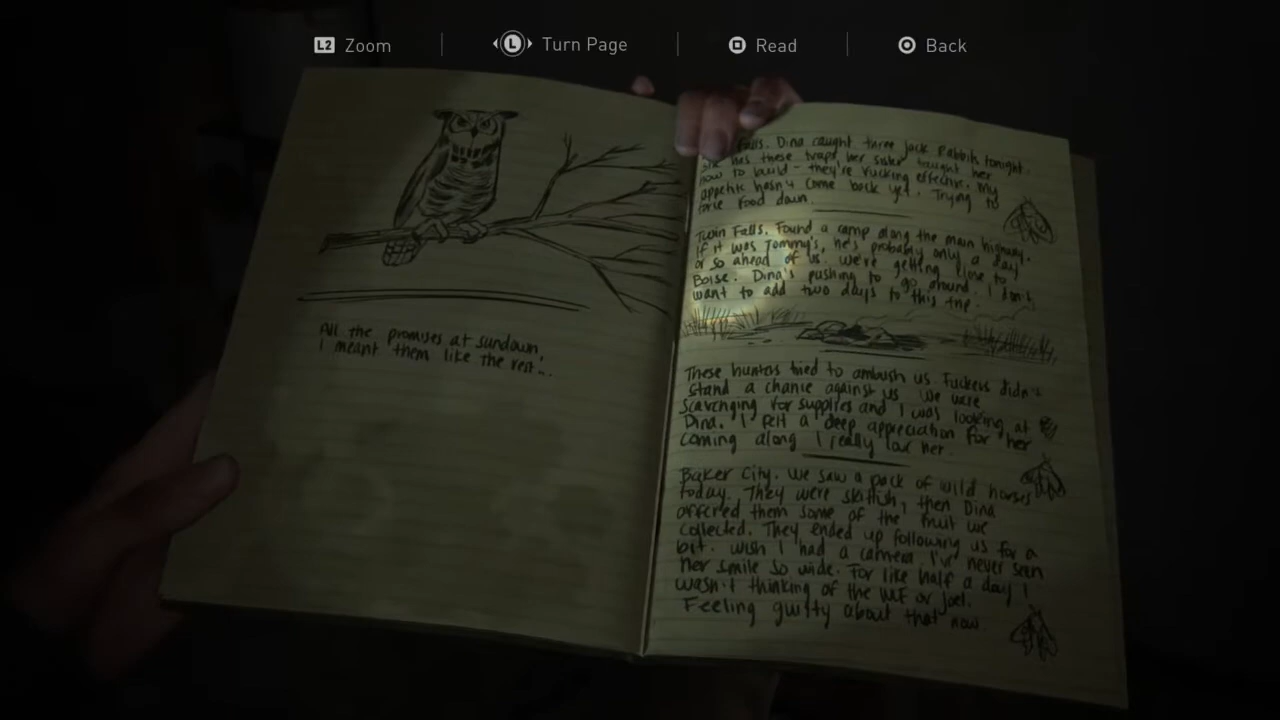 L2 Zoom
L Turn Page
Read
Back
All the promises at sundown,
I meant them like the rest...
Falls. Dina caught three jack Rabbits tonight.
She has these traps her sister taught her
how to build - they're fucking effective. My
appetite hasn't come back yet. Trying to
force food down.
Twin Falls. Found a camp along the main highway.
If it was Tommy's, he's probably only a day
or so ahead of us. We're getting close to
Boise. Dina's pushing to go around. I don't
want to add two days to this trip.
These hunters tried to ambush us. Fuckers didn't
stand a chance against us. We were
scavenging for supplies and I was looking at
Dina. I felt a deep appreciation for her
coming along I really love her.
Baker City. We saw a pack of wild horses
today. They were skittish, then Dina
offered them some of the fruit we
collected. They ended up following us for a
bit. Wish I had a camera. I've never seen
her smile so wide. For like half a day I
wasn't thinking of the WLF or Joel.
Feeling guilty about that now